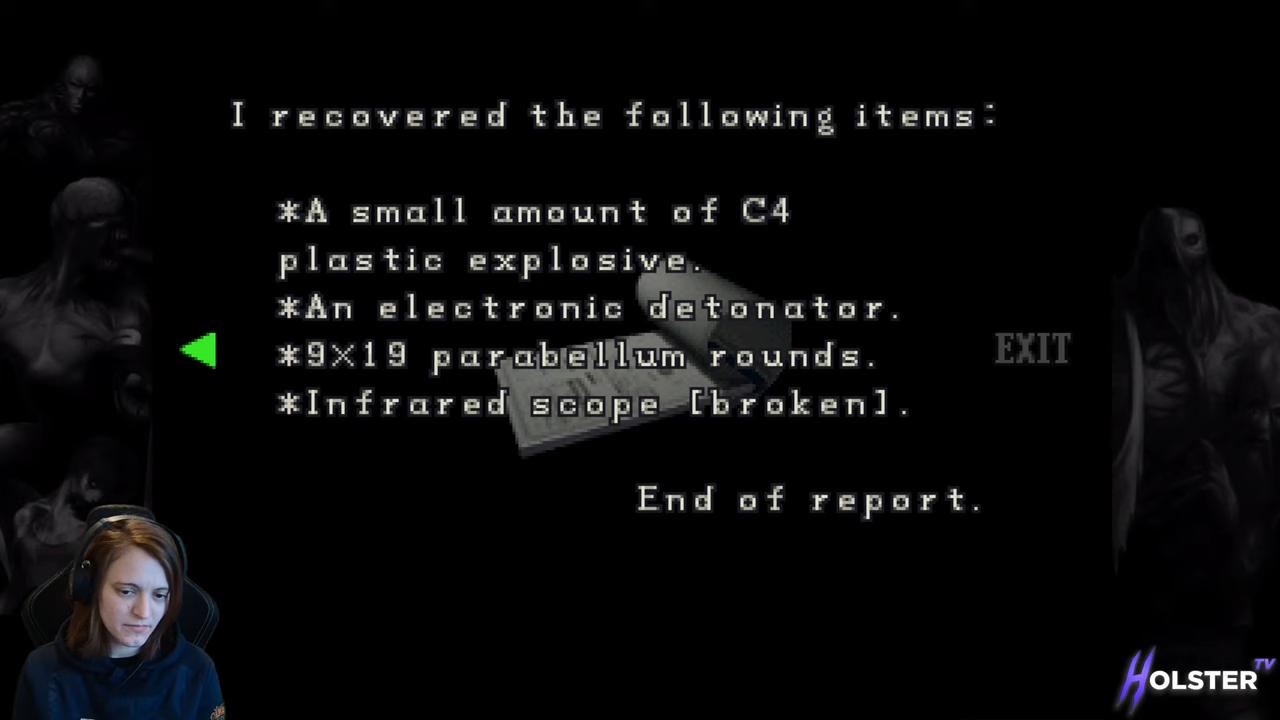 I recovered the following items:
*A small amount of C4
plastic explosive.
*An electronic detonator.
*9×19 parabellum rounds.
EXIT
*Infrared scope [broken].
End of report.
HOLSTER TV